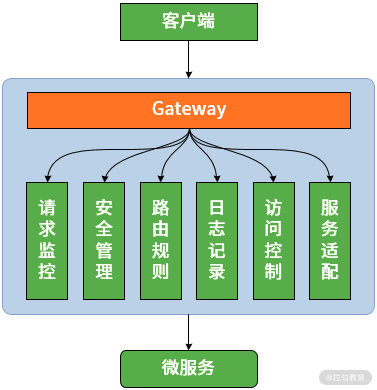 客户端
Gateway
请求监控
安全管理
路由规则
日志记录
访问控制
服务适配
微服务
@拉勾教育